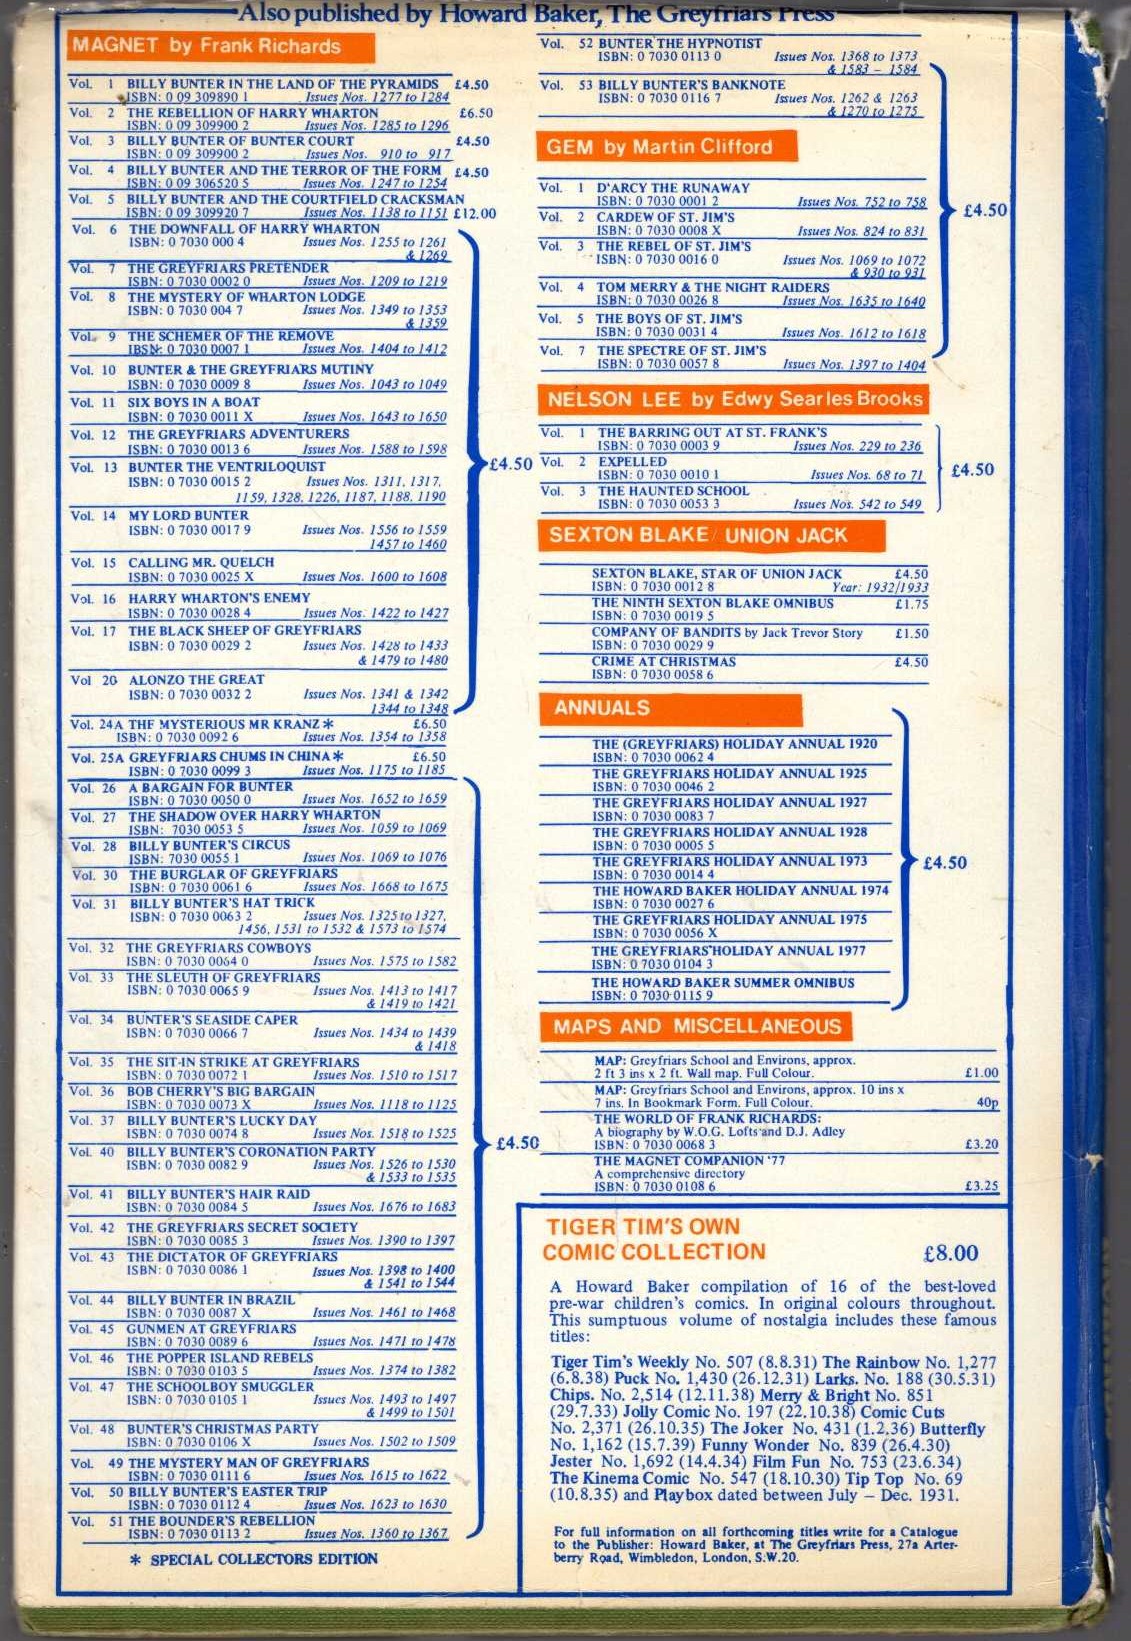 Also published by Howard Baker, The Greyfriars Press
MAGNET by Frank Richards
Vol. 1 BILLY BUNTER IN THE LAND OF THE PYRAMIDS £4.50
ISBN: 0 09 309890 1 Issues Nos. 1277 to 1284
Vol. 2 THE REBELLION OF HARRY WHARTON £6.50
ISBN: 0 09 309900 2 Issues Nos. 1285 to 1296
Vol. 3 BILLY BUNTER OF BUNTER COURT £4.50
ISBN: 0 09 309900 2 Issues Nos. 910 to 917
Vol. 4 BILLY BUNTER AND THE TERROR OF THE FORM £4.50
ISBN: 0 09 306520 5 Issues Nos. 1247 to 1254
Vol. 5 BILLY BUNTER AND THE COURTFIELD CRACKSMAN
ISBN: 0 09 309920 7 Issues Nos. 1138 to 1151 £12.00
Vol. 6 THE DOWNFALL OF HARRY WHARTON
ISBN: 0 7030 000 4 Issues Nos. 1255 to 1261
& 1269
Vol. 7 THE GREYFRIARS PRETENDER
ISBN: 0 7030 0002 0 Issues Nos. 1209 to 1219
Vol. 8 THE MYSTERY OF WHARTON LODGE
ISBN: 0 7030 004 7 Issues Nos. 1349 to 1353
& 1359
Vol. 9 THE SCHEMER OF THE REMOVE
IBSN: 0 7030 0007 1 Issues Nos. 1404 to 1412
Vol. 10 BUNTER & THE GREYFRIARS MUTINY
ISBN: 0 7030 0009 8 Issues Nos. 1043 to 1049
Vol. 11 SIX BOYS IN A BOAT
ISBN: 0 7030 0011 X Issues Nos. 1643 to 1650
Vol. 12 THE GREYFRIARS ADVENTURERS
ISBN: 0 7030 0013 6 Issues Nos. 1588 to 1598
Vol. 13 BUNTER THE VENTRILOQUIST
ISBN: 0 7030 0015 2 Issues Nos. 1311, 1317,
1159, 1328, 1226, 1187, 1188, 1190
Vol. 14 MY LORD BUNTER
ISBN: 0 7030 0017 9 Issues Nos. 1556 to 1559
1457 to 1460
Vol. 15 CALLING MR. QUELCH
ISBN: 0 7030 0025 X Issues Nos. 1600 to 1608
Vol. 16 HARRY WHARTON'S ENEMY
ISBN: 0 7030 0028 4 Issues Nos. 1422 to 1427
Vol. 17 THE BLACK SHEEP OF GREYFRIARS
ISBN: 0 7030 0029 2 Issues Nos. 1428 to 1433
& 1479 to 1480
Vol 20 ALONZO THE GREAT
ISBN: 0 7030 0032 2 Issues Nos. 1341 & 1342
1344 to 1348
£4.50
Vol. 24A THE MYSTERIOUS MR KRANZ * £6.50
ISBN: 0 7030 0092 6 Issues Nos. 1354 to 1358
Vol. 25A GREYFRIARS CHUMS IN CHINA * £6.50
ISBN: 0 7030 0099 3 Issues Nos. 1175 to 1185
Vol. 26 A BARGAIN FOR BUNTER
ISBN: 0 7030 0050 0 Issues Nos. 1652 to 1659
Vol. 27 THE SHADOW OVER HARRY WHARTON
ISBN: 7030 0053 5 Issues Nos. 1059 to 1069
Vol. 28 BILLY BUNTER'S CIRCUS
ISBN: 7030 0055 1 Issues Nos. 1069 to 1076
Vol. 30 THE BURGLAR OF GREYFRIARS
ISBN: 0 7030 0061 6 Issues Nos. 1668 to 1675
Vol. 31 BILLY BUNTER'S HAT TRICK
ISBN: 0 7030 0063 2 Issues Nos. 1325 to 1327,
1456, 1531 to 1532 & 1573 to 1574
Vol. 32 THE GREYFRIARS COWBOYS
ISBN: 0 7030 0064 0 Issues Nos. 1575 to 1582
Vol. 33 THE SLEUTH OF GREYFRIARS
ISBN: 0 7030 0065 9 Issues Nos. 1413 to 1417
& 1419 to 1421
Vol. 34 BUNTER'S SEASIDE CAPER
ISBN: 0 7030 0066 7 Issues Nos. 1434 to 1439
& 1418
Vol. 35 THE SIT-IN STRIKE AT GREYFRIARS
ISBN: 0 7030 0072 1 Issues Nos. 1510 to 1517
Vol. 36 BOB CHERRY'S BIG BARGAIN
ISBN: 0 7030 0073 X Issues Nos. 1118 to 1125
Vol. 37 BILLY BUNTER'S LUCKY DAY
ISBN: 0 7030 0074 8 Issues Nos. 1518 to 1525
Vol. 40 BILLY BUNTER'S CORONATION PARTY
ISBN: 0 7030 0082 9 Issues Nos. 1526 to 1530
& 1533 to 1535
Vol. 41 BILLY BUNTER'S HAIR RAID
ISBN: 0 7030 0084 5 Issues Nos. 1676 to 1683
Vol. 42 THE GREYFRIARS SECRET SOCIETY
ISBN: 0 7030 0085 3 Issues Nos. 1390 to 1397
Vol. 43 THE DICTATOR OF GREYFRIARS
ISBN: 0 7030 0086 1 Issues Nos. 1398 to 1400
& 1541 to 1544
Vol. 44 BILLY BUNTER IN BRAZIL
ISBN: 0 7030 0087 X Issues Nos. 1461 to 1468
Vol. 45 GUNMEN AT GREYFRIARS
ISBN: 0 7030 0089 6 Issues Nos. 1471 to 1478
Vol. 46 THE POPPER ISLAND REBELS
ISBN: 0 7030 0103 5 Issues Nos. 1374 to 1382
Vol. 47 THE SCHOOLBOY SMUGGLER
ISBN: 0 7030 0105 1 Issues Nos. 1493 to 1497
& 1499 to 1501
Vol. 48 BUNTER'S CHRISTMAS PARTY
ISBN: 0 7030 0106 X Issues Nos. 1502 to 1509
Vol. 49 THE MYSTERY MAN OF GREYFRIARS
ISBN: 0 7030 0111 6 Issues Nos. 1615 to 1622
Vol. 50 BILLY BUNTER'S EASTER TRIP
ISBN: 0 7030 0112 4 Issues Nos. 1623 to 1630
Vol. 51 THE BOUNDER'S REBELLION
ISBN: 0 7030 0113 2 Issues Nos. 1360 to 1367
£4.50
* SPECIAL COLLECTORS EDITION
Vol. 52 BUNTER THE HYPNOTIST
ISBN: 0 7030 0113 0 Issues Nos. 1368 to 1373
& 1583 – 1584
Vol. 53 BILLY BUNTER'S BANKNOTE
ISBN: 0 7030 0116 7 Issues Nos. 1262 & 1263
& 1270 to 1275
GEM by Martin Clifford
Vol. 1 D'ARCY THE RUNAWAY
ISBN: 0 7030 0001 2 Issues Nos. 752 to 758
Vol. 2 CARDEW OF ST. JIM'S
ISBN: 0 7030 0008 X Issues Nos. 824 to 831
Vol. 3 THE REBEL OF ST. JIM'S
ISBN: 0 7030 0016 0 Issues Nos. 1069 to 1072
& 930 to 931
Vol. 4 TOM MERRY & THE NIGHT RAIDERS
ISBN: 0 7030 0026 8 Issues Nos. 1635 to 1640
Vol. 5 THE BOYS OF ST. JIM'S
ISBN: 0 7030 0031 4 Issues Nos. 1612 to 1618
Vol. 7 THE SPECTRE OF ST. JIM'S
ISBN: 0 7030 0057 8 Issues Nos. 1397 to 1404
£4.50
NELSON LEE by Edwy Searles Brooks
Vol. 1 THE BARRING OUT AT ST. FRANK'S
ISBN: 0 7030 0003 9 Issues Nos. 229 to 236
Vol. 2 EXPELLED
ISBN: 0 7030 0010 1 Issues Nos. 68 to 71
Vol. 3 THE HAUNTED SCHOOL
ISBN: 0 7030 0053 3 Issues Nos. 542 to 549
£4.50
SEXTON BLAKE/ UNION JACK
SEXTON BLAKE, STAR OF UNION JACK £4.50
ISBN: 0 7030 0012 8 Year: 1932/1933
THE NINTH SEXTON BLAKE OMNIBUS £1.75
ISBN: 0 7030 0019 5
COMPANY OF BANDITS by Jack Trevor Story £1.50
ISBN: 0 7030 0029 9
CRIME AT CHRISTMAS £4.50
ISBN: 0 7030 0058 6
ANNUALS
THE (GREYFRIARS) HOLIDAY ANNUAL 1920
ISBN: 0 7030 0062 4
THE GREYFRIARS HOLIDAY ANNUAL 1925
ISBN: 0 7030 0046 2
THE GREYFRIARS HOLIDAY ANNUAL 1927
ISBN: 0 7030 0083 7
THE GREYFRIARS HOLIDAY ANNUAL 1928
ISBN: 0 7030 0005 5
THE GREYFRIARS HOLIDAY ANNUAL 1973
ISBN: 0 7030 0014 4
THE HOWARD BAKER HOLIDAY ANNUAL 1974
ISBN: 0 7030 0027 6
THE GREYFRIARS HOLIDAY ANNUAL 1975
ISBN: 0 7030 0056 X
THE GREYFRIARS HOLIDAY ANNUAL 1977
ISBN: 0 7030 0104 3
THE HOWARD BAKER SUMMER OMNIBUS
ISBN: 0 7030 0115 9
£4.50
MAPS AND MISCELLANEOUS
MAP: Greyfriars School and Environs, approx.
2 ft 3 ins x 2 ft. Wall map. Full Colour. £1.00
MAP: Greyfriars School and Environs, approx. 10 ins x
7 ins. In Bookmark Form. Full Colour. 40p
THE WORLD OF FRANK RICHARDS:
A biography by W.O.G. Lofts and D.J. Adley
ISBN: 0 7030 0068 3 £3.20
THE MAGNET COMPANION '77
A comprehensive directory
ISBN: 0 7030 0108 6 £3.25
TIGER TIM'S OWN
COMIC COLLECTION £8.00
A Howard Baker compilation of 16 of the best-loved
pre-war children's comics. In original colours throughout.
This sumptuous volume of nostalgia includes these famous
titles:
Tiger Tim's Weekly No. 507 (8.8.31) The Rainbow No. 1,277
(6.8.38) Puck No. 1,430 (26.12.31) Larks. No. 188 (30.5.31)
Chips. No. 2,514 (12.11.38) Merry & Bright No. 851
(29.7.33) Jolly Comic No. 197 (22.10.38) Comic Cuts
No. 2,371 (26.10.35) The Joker No. 431 (1.2.36) Butterfly
No. 1,162 (15.7.39) Funny Wonder No. 839 (26.4.30)
Jester No. 1,692 (14.4.34) Film Fun No. 753 (23.6.34)
The Kinema Comic No. 547 (18.10.30) Tip Top No. 69
(10.8.35) and Playbox dated between July – Dec. 1931.
For full information on all forthcoming titles write for a Catalogue
to the Publisher: Howard Baker, at The Greyfriars Press, 27a Arter-
berry Road, Wimbledon, London, S.W.20.